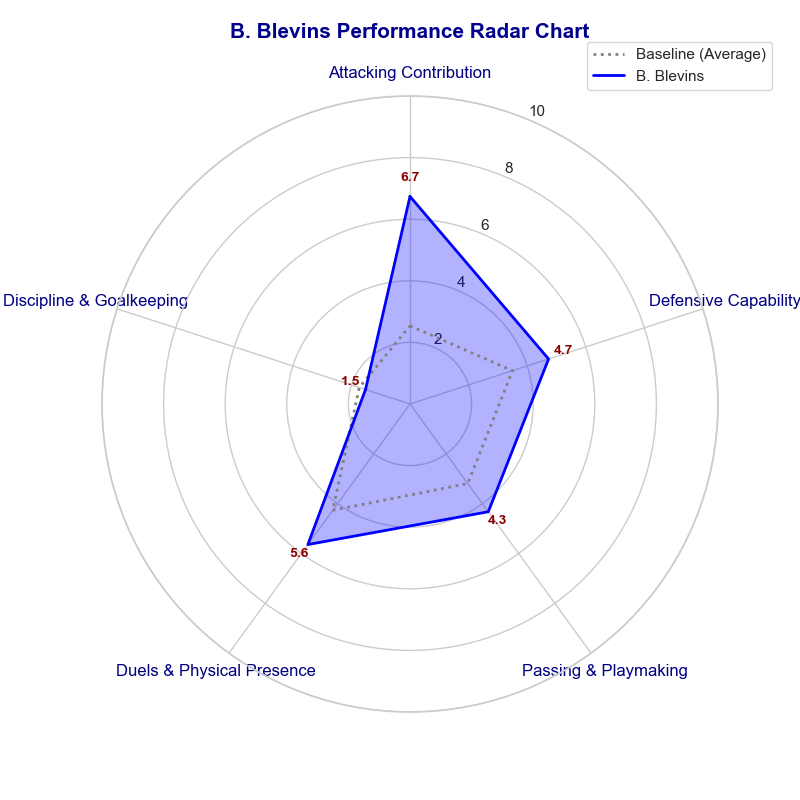 B. Blevins Performance Radar Chart
Baseline (Average)
B. Blevins
Attacking Contribution
10
8
6.7
6
4
Discipline & Goalkeeping
Defensive Capability
2
4.7
1.5
4.3
5.6
Duels & Physical Presence
Passing & Playmaking